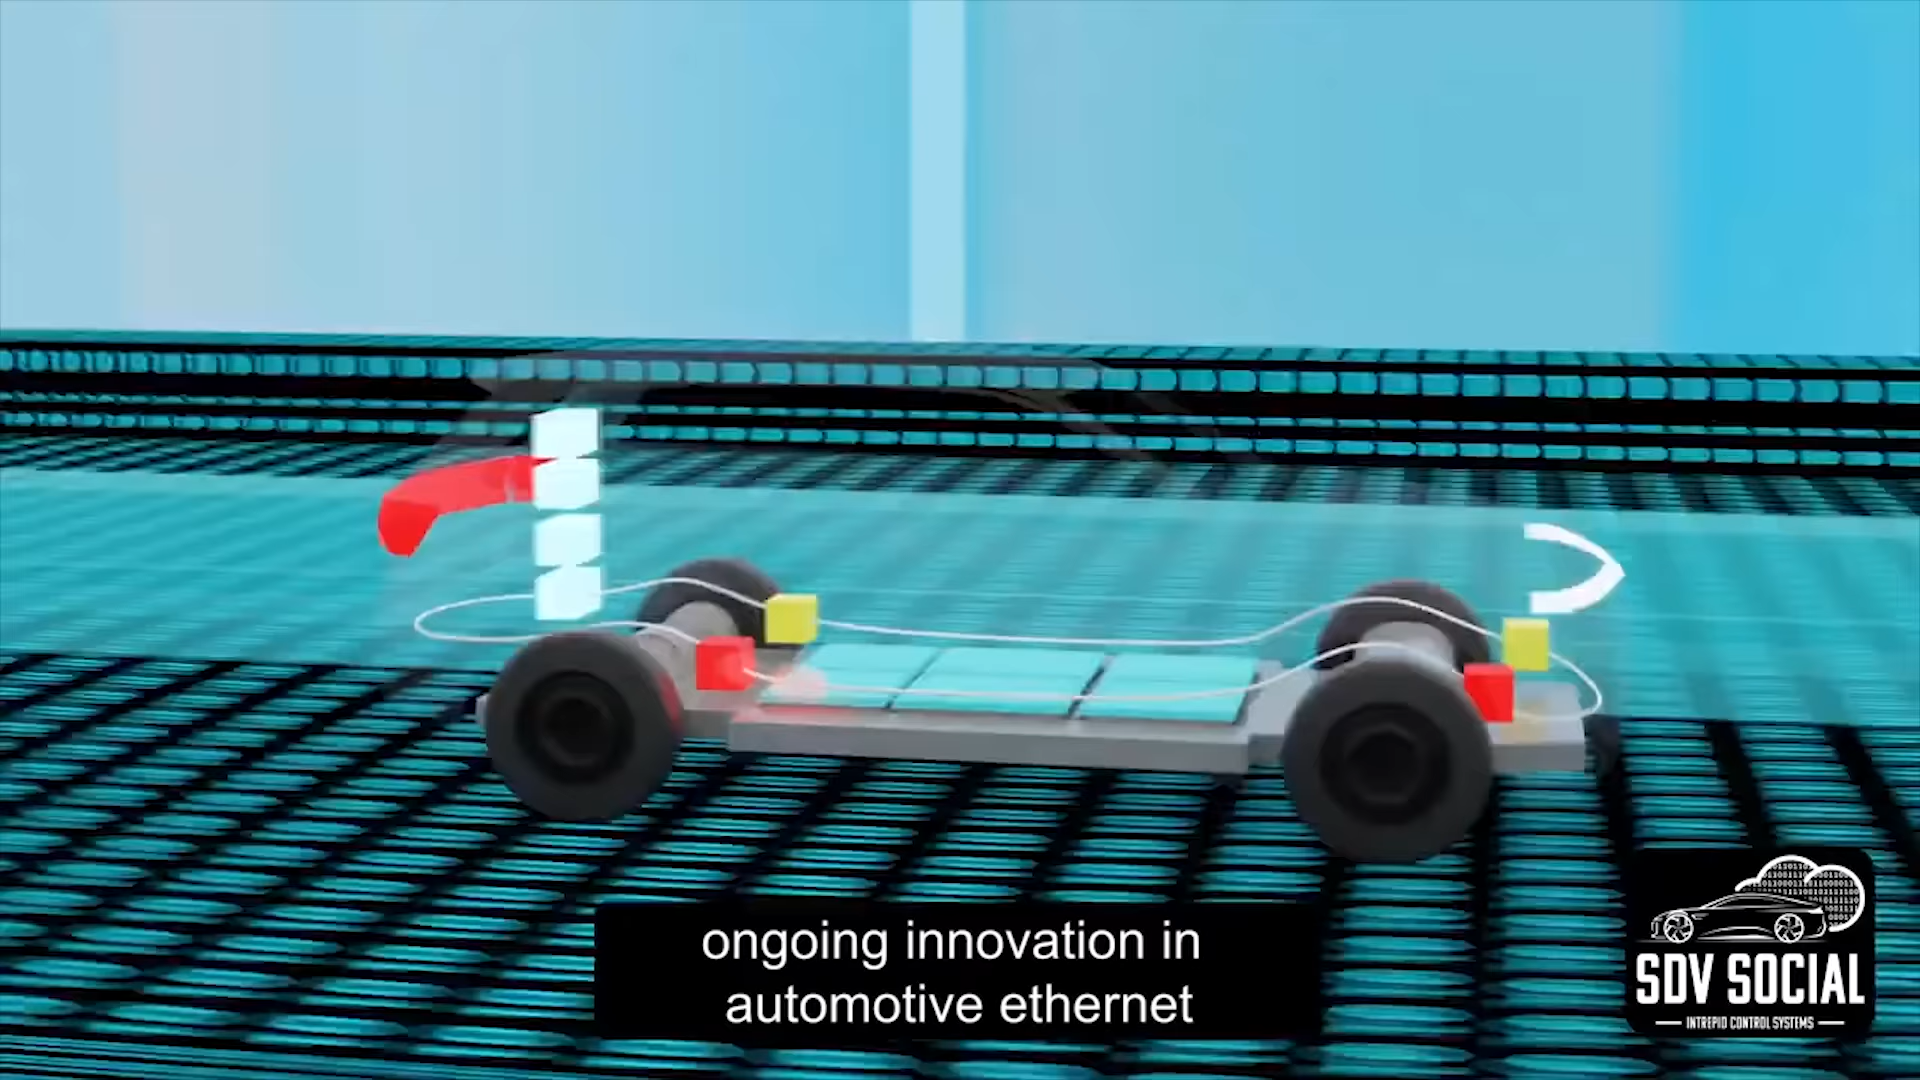 ongoing innovation in
automotive ethernet
SDV SOCIAL
INTREPID CONTROL SYSTEMS